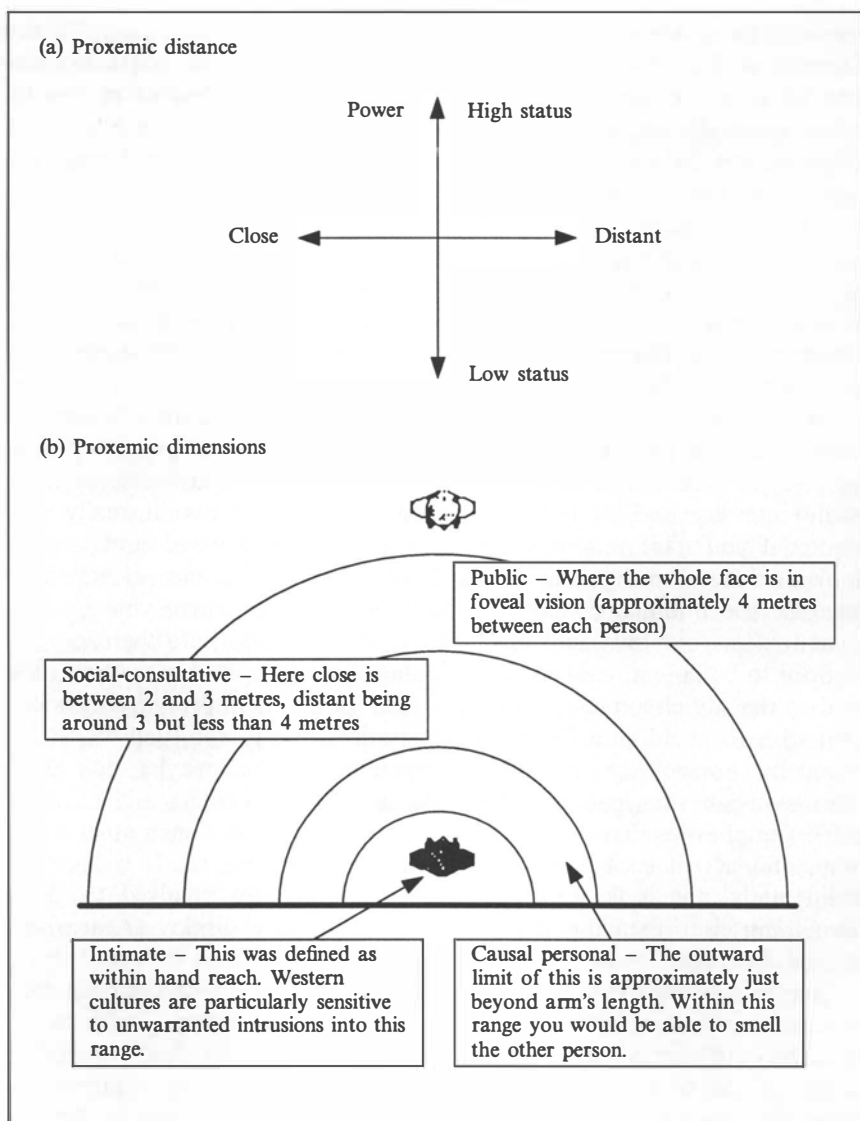 (a) Proxemic distance
Power High status
Close Distant
Low status
(b) Proxemic dimensions
Public – Where the whole face is in
foveal vision (approximately 4 metres
between each person)
Social-consultative – Here close is
between 2 and 3 metres, distant being
around 3 but less than 4 metres
Intimate – This was defined as
within hand reach. Western
cultures are particularly sensitive
to unwarranted intrusions into this
range.
Causal personal – The outward
limit of this is approximately just
beyond arm's length. Within this
range you would be able to smell
the other person.